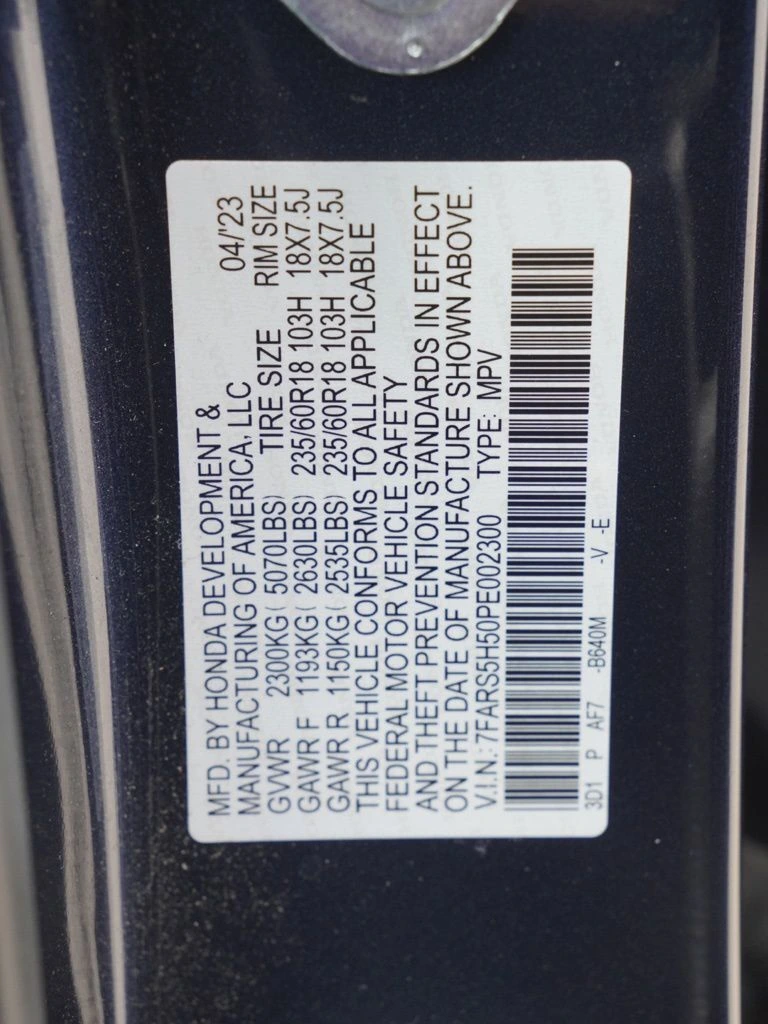 MFD. BY HONDA DEVELOPMENT &
MANUFACTURING OF AMERICA, LLC 04/'23
GVWR 2300KG( 5070LBS) TIRE SIZE RIM SIZE
GAWR F 1193KG( 2630LBS) 235/60R18 103H 18X7.5J
GAWR R 1150KG( 2535LBS) 235/60R18 103H 18X7.5J
THIS VEHICLE CONFORMS TO ALL APPLICABLE
FEDERAL MOTOR VEHICLE SAFETY
AND THEFT PREVENTION STANDARDS IN EFFECT
ON THE DATE OF MANUFACTURE SHOWN ABOVE.
V.I.N.: 7FARS5H50PE002300 TYPE: MPV
3D1 P AF7 -B640M -V -E